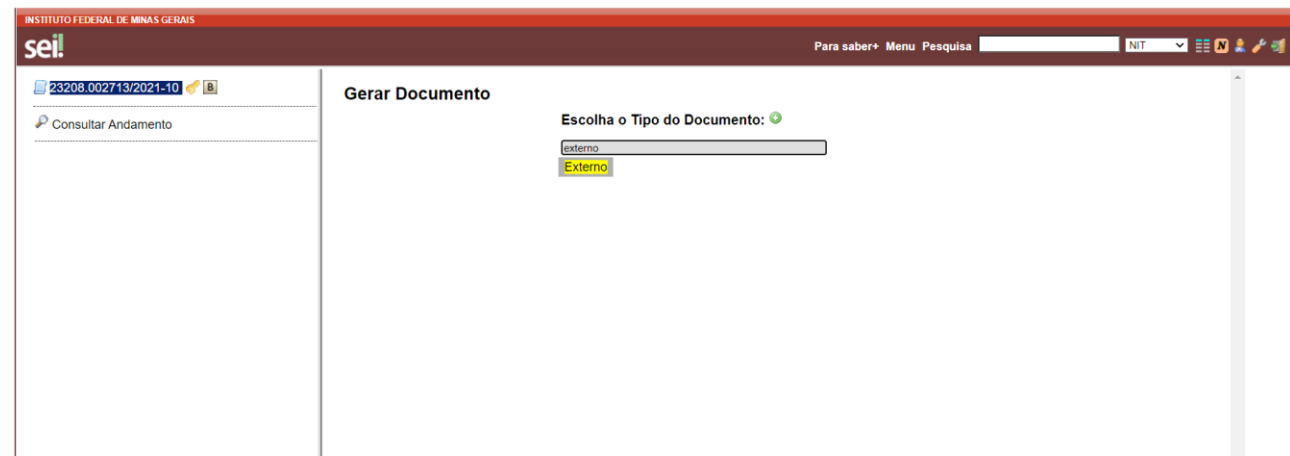 INSTITUTO FEDERAL DE MINAS GERAIS
sei!
Para saber+ Menu Pesquisa NIT
N
23208.002713/2021-10 B
Consultar Andamento
Gerar Documento
Escolha o Tipo do Documento:
externo
Externo